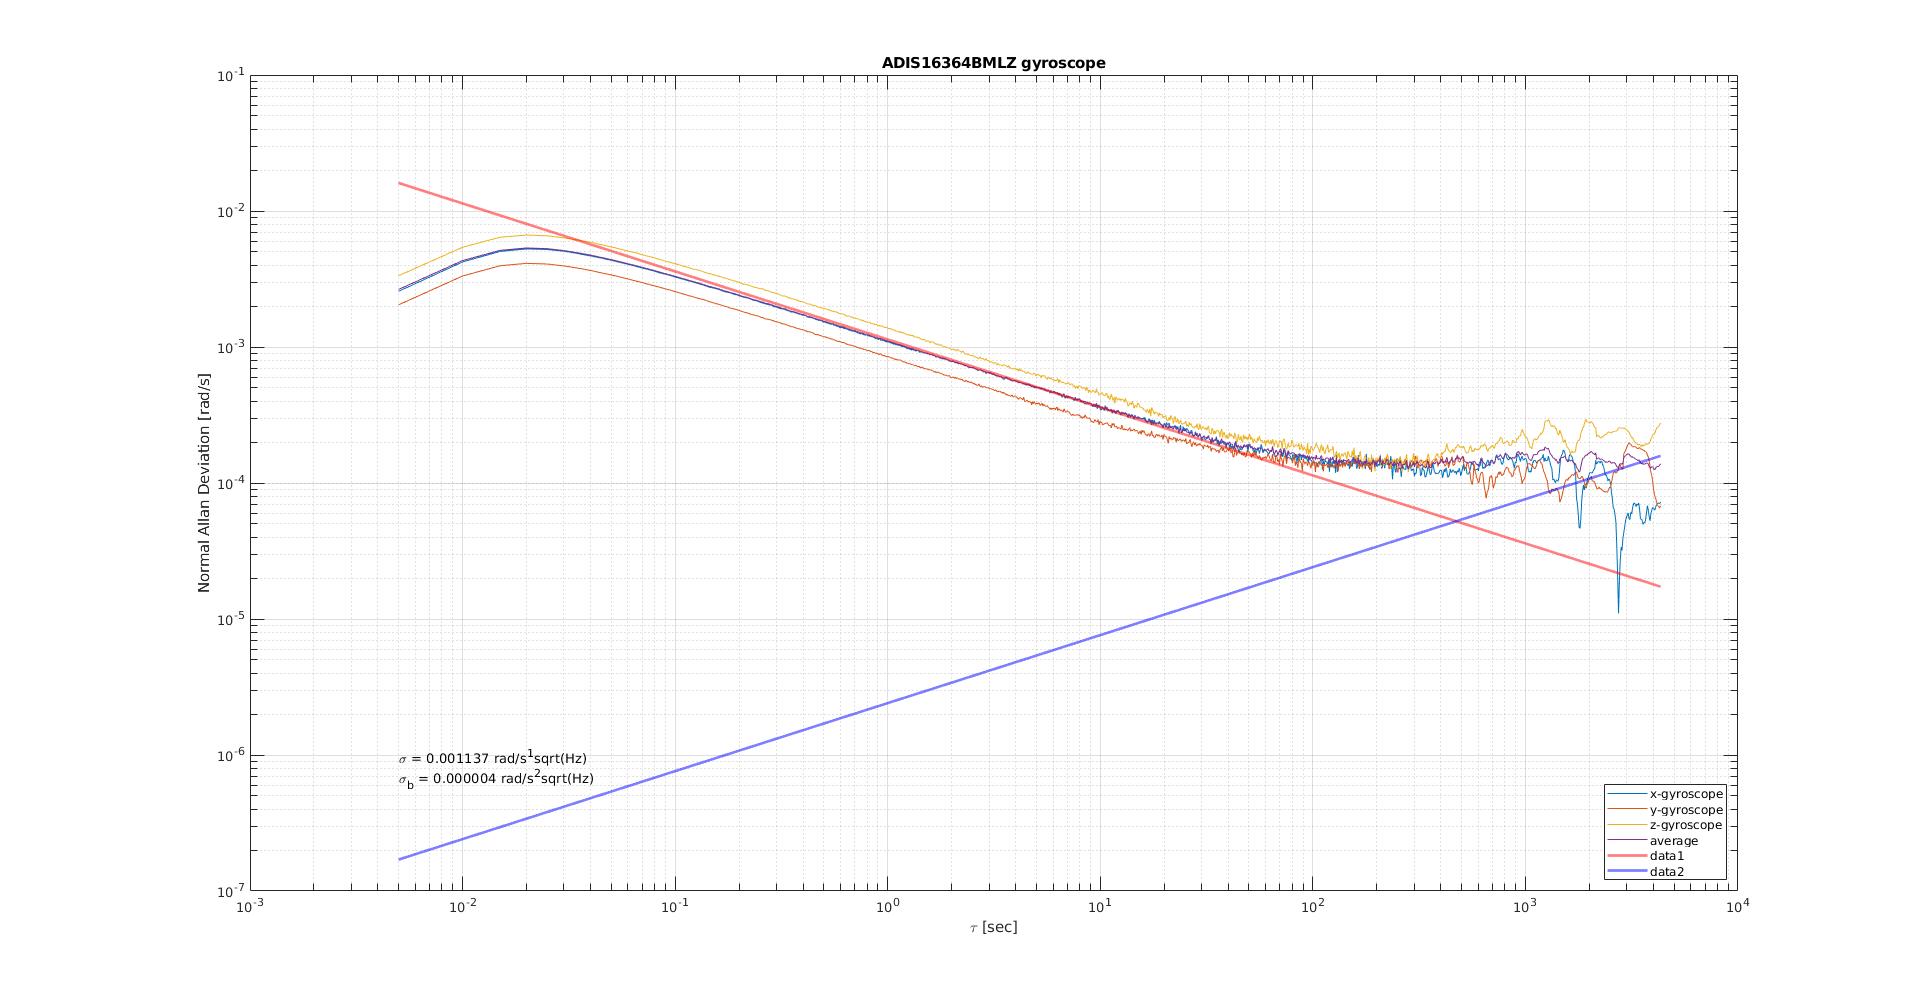 ADIS16364BMLZ gyroscope
Normal Allan Deviation [rad/s]
10^-1
10^-2
10^-3
10^-4
10^-5
10^-6
10^-7
σ = 0.001137 rad/s^1sqrt(Hz)
σ_b = 0.000004 rad/s^2sqrt(Hz)
x-gyroscope
y-gyroscope
z-gyroscope
average
data1
data2
10^-3 10^-2 10^-1 10^0 10^1 10^2 10^3 10^4
τ [sec]